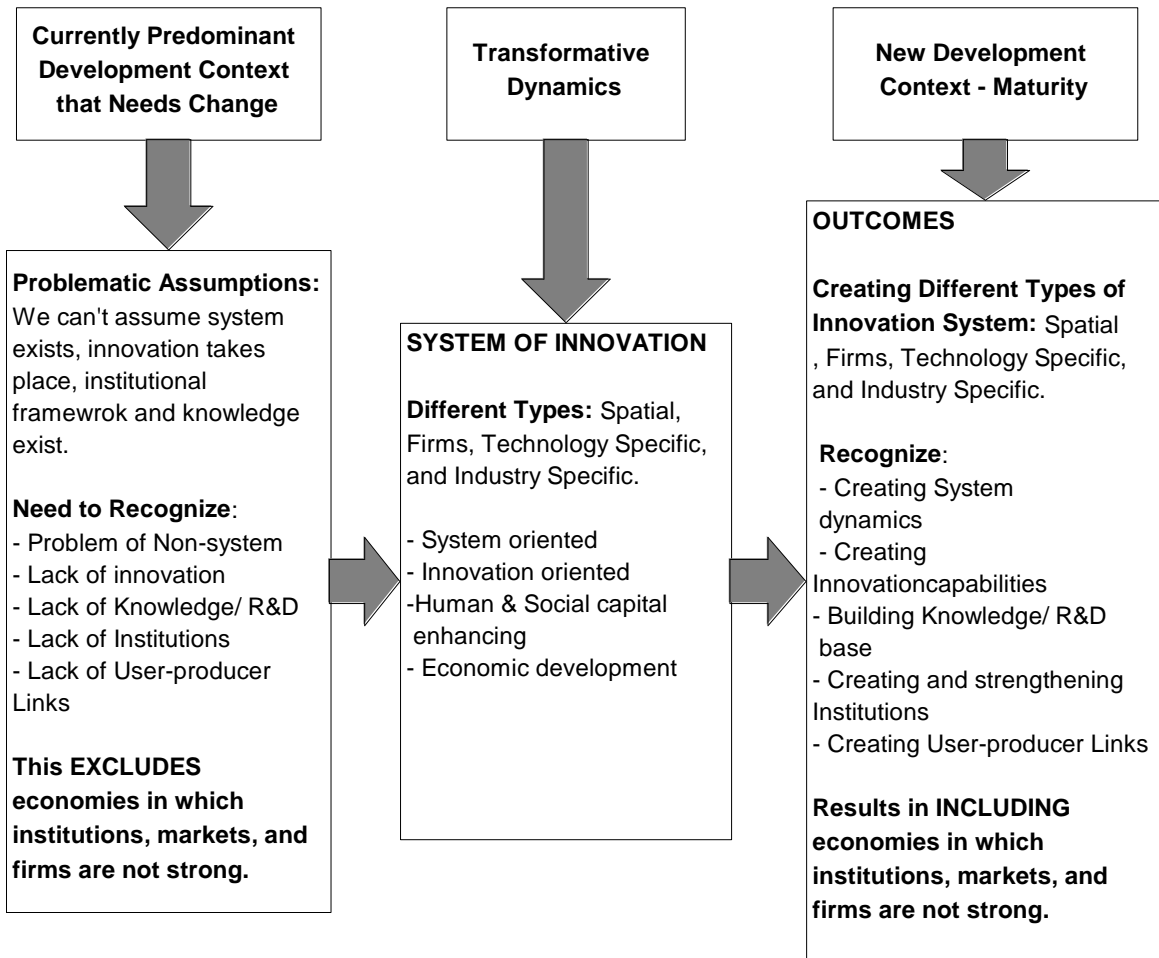 Currently Predominant
Development Context
that Needs Change
Transformative
Dynamics
New Development
Context - Maturity
Problematic Assumptions:
We can't assume system
exists, innovation takes
place, institutional
framewrok and knowledge
exist.
Need to Recognize:
- Problem of Non-system
- Lack of innovation
- Lack of Knowledge/ R&D
- Lack of Institutions
- Lack of User-producer
Links
This EXCLUDES
economies in which
institutions, markets, and
firms are not strong.
SYSTEM OF INNOVATION
Different Types: Spatial,
Firms, Technology Specific,
and Industry Specific.
- System oriented
- Innovation oriented
-Human & Social capital
enhancing
- Economic development
OUTCOMES
Creating Different Types of
Innovation System: Spatial
, Firms, Technology Specific,
and Industry Specific.
Recognize:
- Creating System
dynamics
- Creating
Innovationcapabilities
- Building Knowledge/ R&D
base
- Creating and strengthening
Institutions
- Creating User-producer Links
Results in INCLUDING
economies in which
institutions, markets, and
firms are not strong.